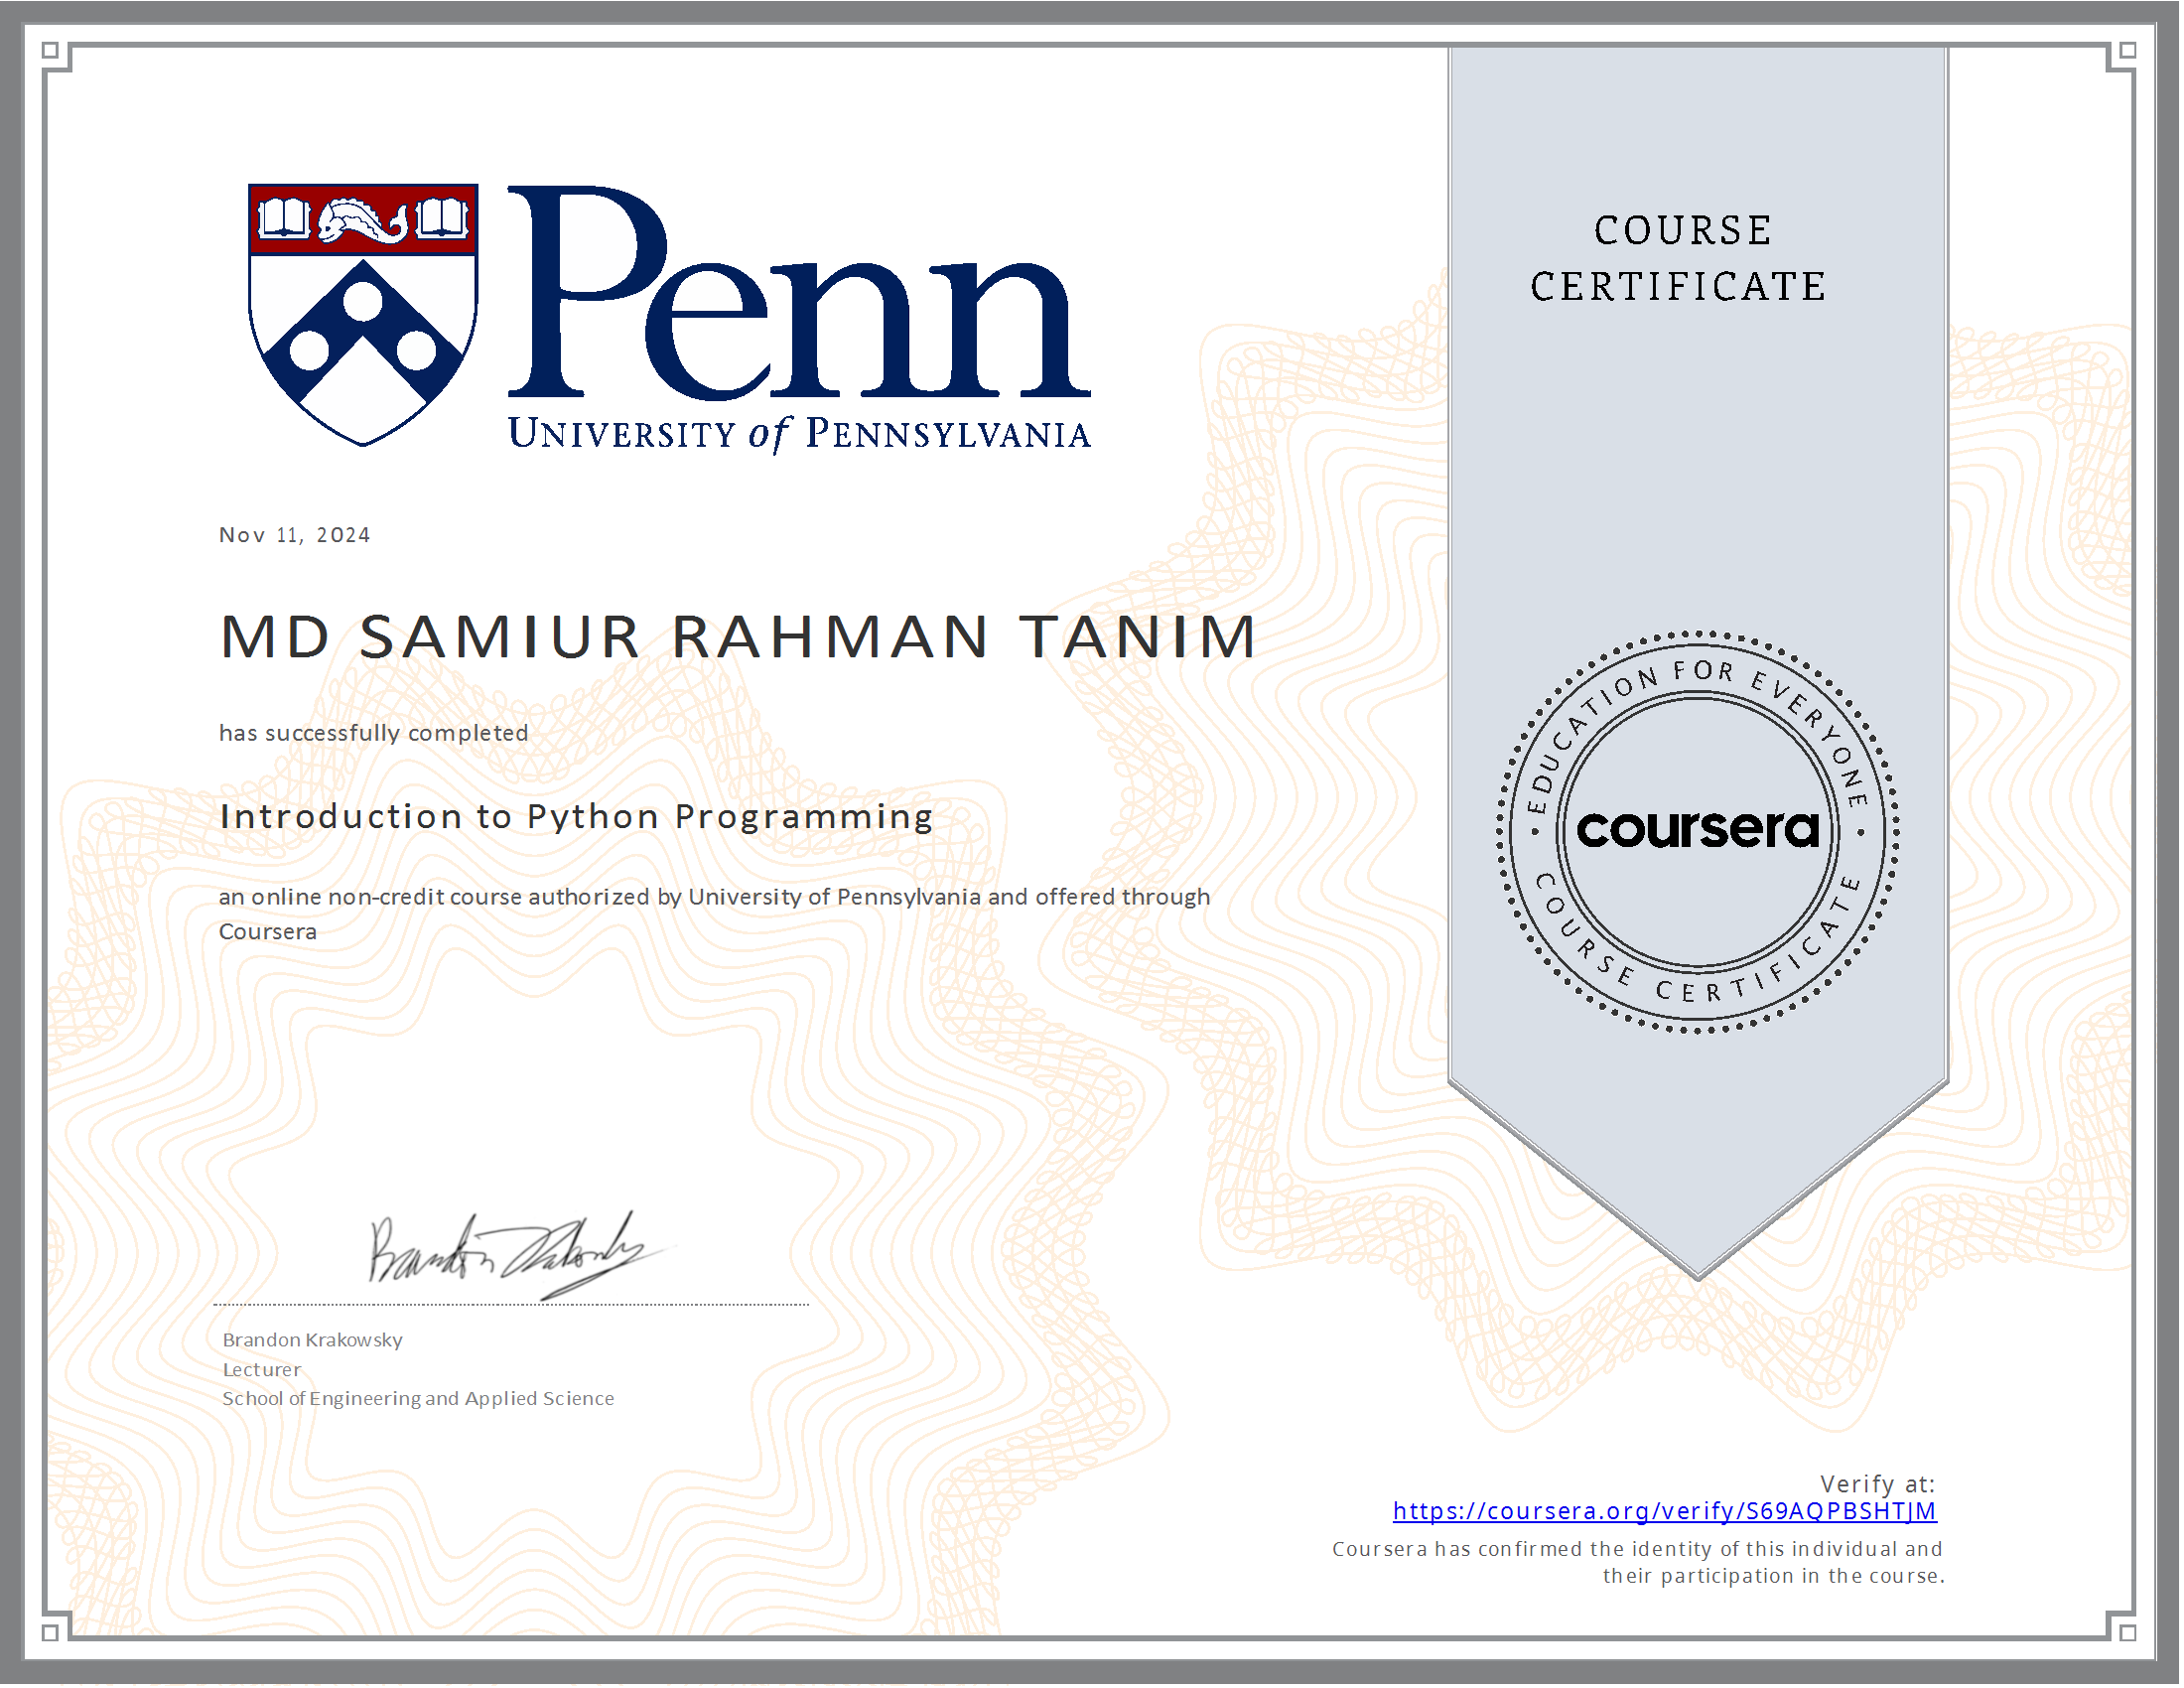 Penn
UNIVERSITY of PENNSYLVANIA
COURSE
CERTIFICATE
Nov 11, 2024
MD SAMIUR RAHMAN TANIM
has successfully completed
Introduction to Python Programming
an online non-credit course authorized by University of Pennsylvania and offered through
Coursera
EDUCATION FOR EVERYONE
coursera
COURSE CERTIFICATE
Brandon Krakowsky
Brandon Krakowsky
Lecturer
School of Engineering and Applied Science
Verify at:
https://coursera.org/verify/S69AQPBSHTJM
Coursera has confirmed the identity of this individual and
their participation in the course.